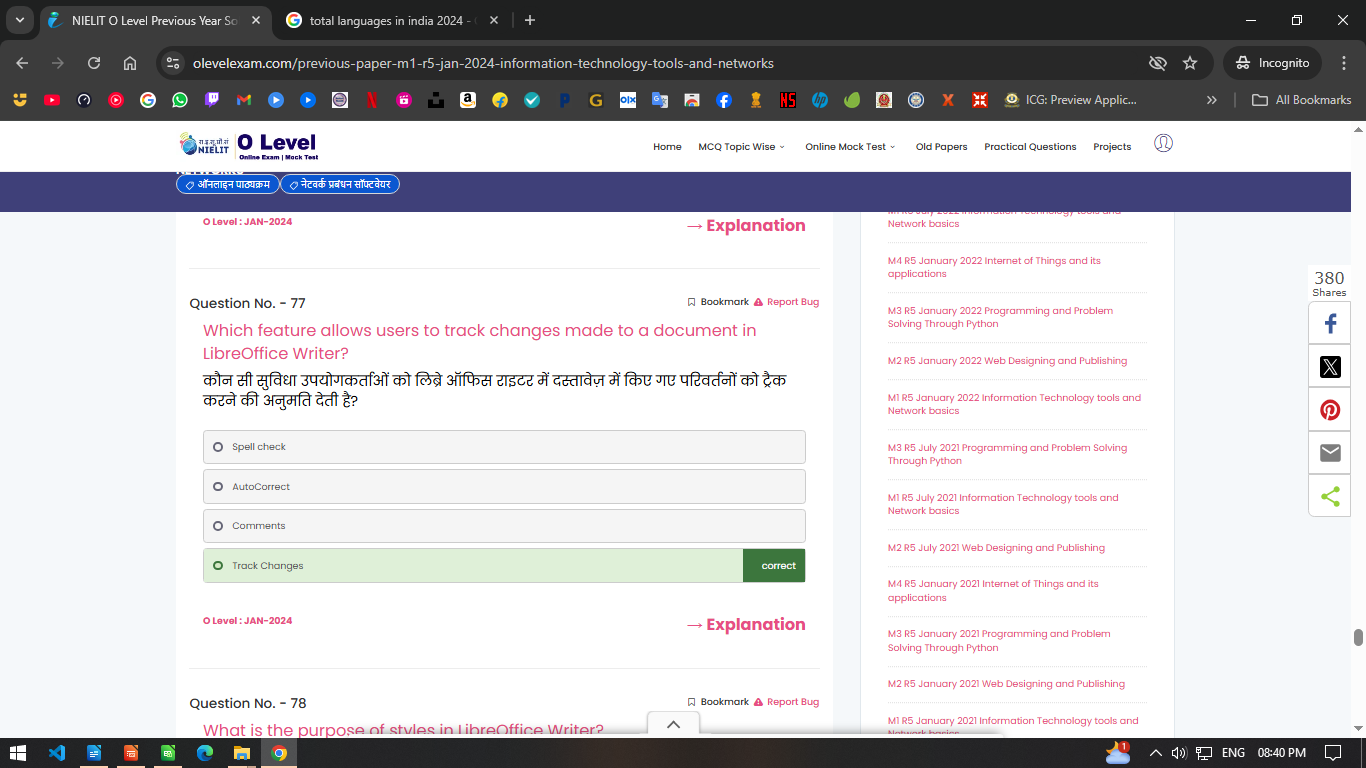 NIELIT O Level Previous Year So
total languages in india 2024 -
olevelexam.com/previous-paper-m1-r5-jan-2024-information-technology-tools-and-networks
Incognito
ICG: Preview Applic...
All Bookmarks
रा.इ.सू.प्रौ.सं
NIELIT
O Level
Online Exam | Mock Test
Home
MCQ Topic Wise
Online Mock Test
Old Papers
Practical Questions
Projects
ऑनलाइन पाठ्यक्रम
नेटवर्क प्रबंधन सॉफ्टवेयर
O Level : JAN-2024
→ Explanation
Question No. - 77
Bookmark
Report Bug
Which feature allows users to track changes made to a document in
LibreOffice Writer?
कौन सी सुविधा उपयोगकर्ताओं को लिब्रे ऑफिस राइटर में दस्तावेज़ में किए गए परिवर्तनों को ट्रैक
करने की अनुमति देती है?
Spell check
AutoCorrect
Comments
Track Changes
correct
O Level : JAN-2024
→ Explanation
Question No. - 78
Bookmark
Report Bug
What is the purpose of styles in LibreOffice Writer?
M1 R5 July 2022 Information Technology tools and
Network basics
M4 R5 January 2022 Internet of Things and its
applications
M3 R5 January 2022 Programming and Problem
Solving Through Python
M2 R5 January 2022 Web Designing and Publishing
M1 R5 January 2022 Information Technology tools and
Network basics
M3 R5 July 2021 Programming and Problem Solving
Through Python
M1 R5 July 2021 Information Technology tools and
Network basics
M2 R5 July 2021 Web Designing and Publishing
M4 R5 January 2021 Internet of Things and its
applications
M3 R5 January 2021 Programming and Problem
Solving Through Python
M2 R5 January 2021 Web Designing and Publishing
M1 R5 January 2021 Information Technology tools and
Network basics
380
Shares
1
ENG
08:40 PM